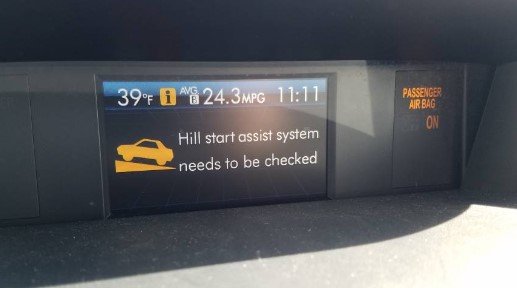 39°F i AVG F 24.3MPG 11:11
Hill start assist system
needs to be checked
PASSENGER
AIR BAG
ON